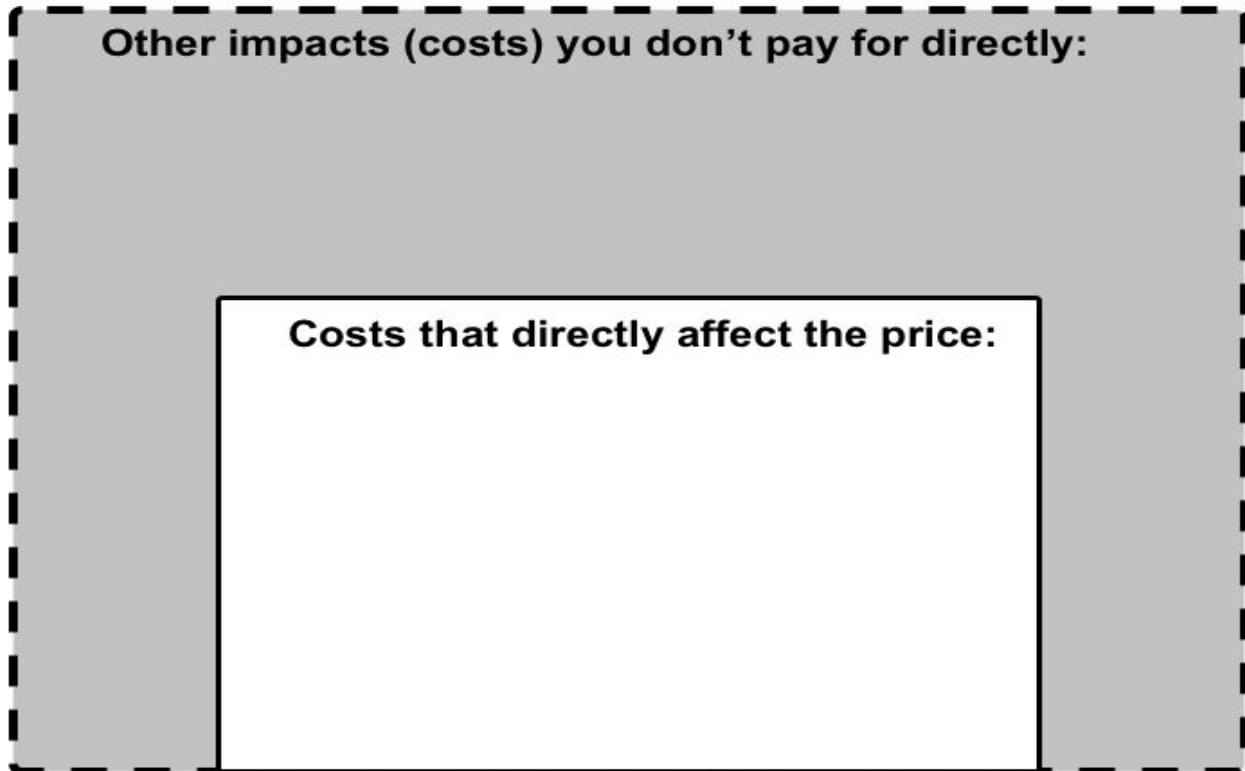 Other impacts (costs) you don’t pay for directly:
Costs that directly affect the price: